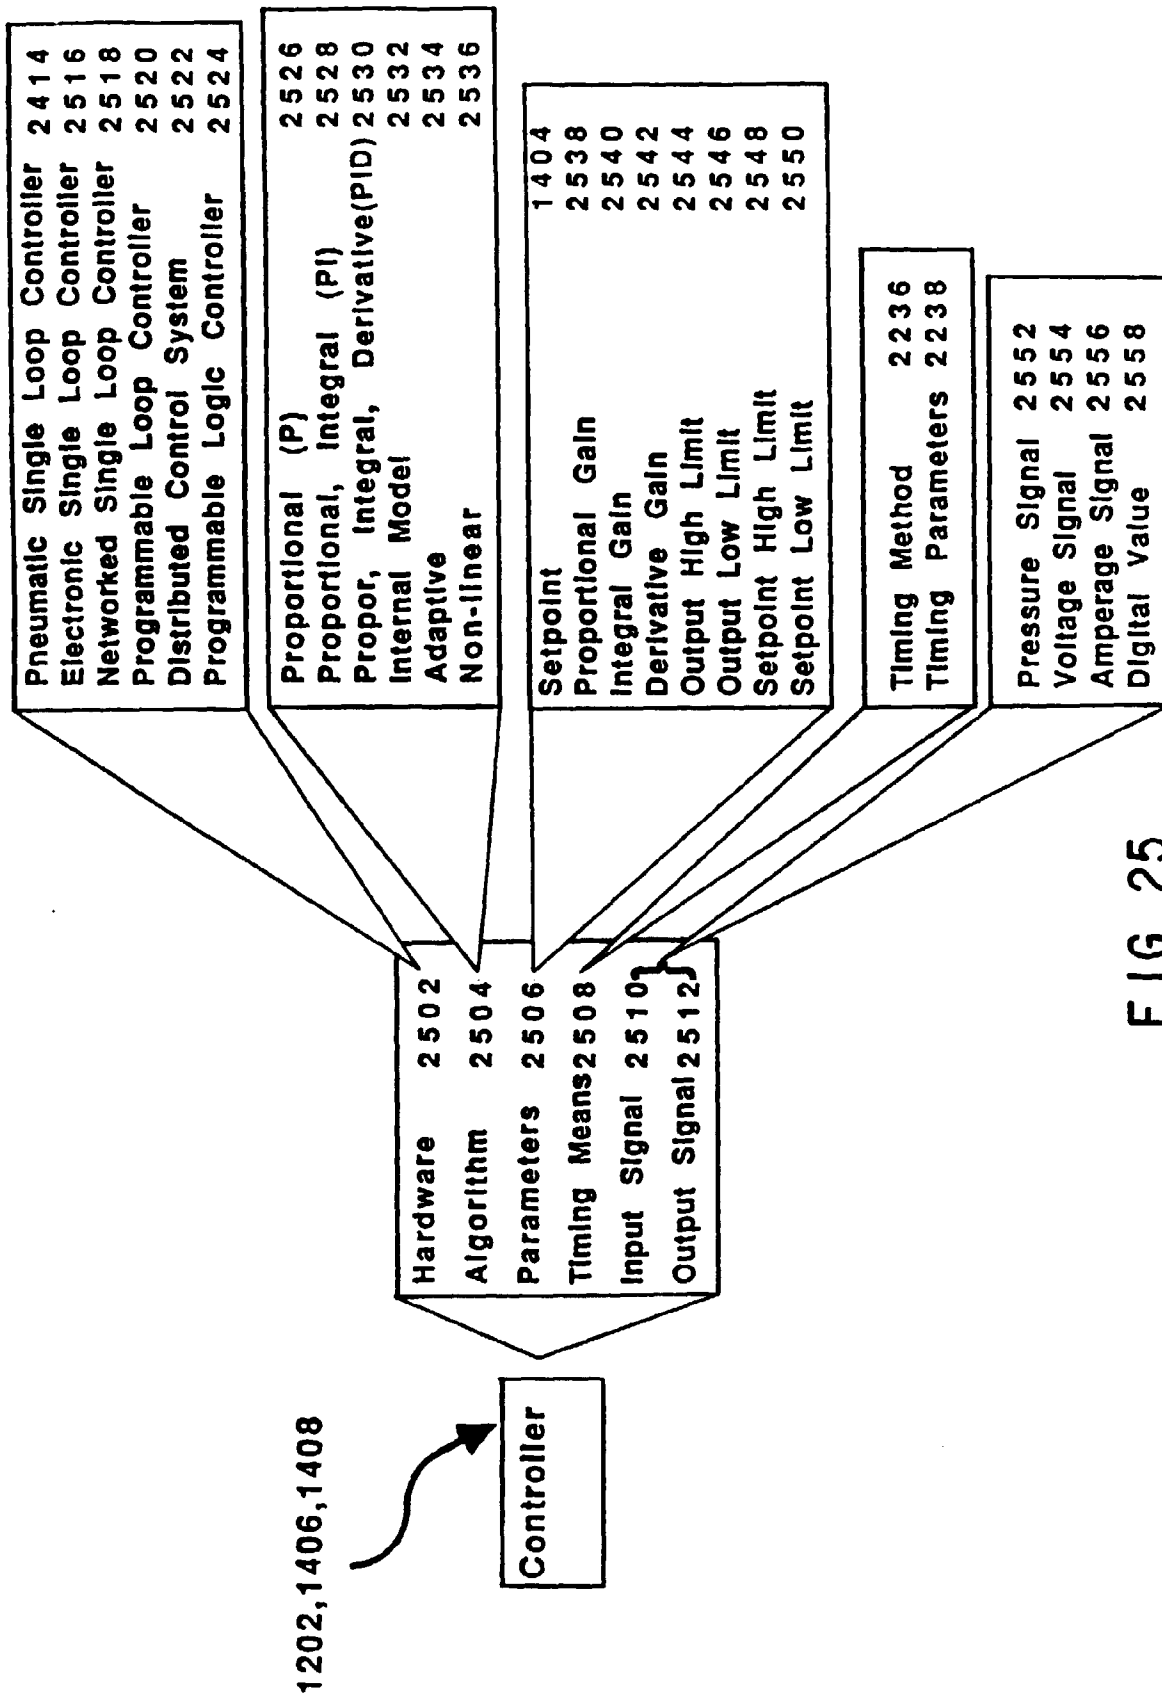 1202,1406,1408
Controller
Hardware 2502
Algorithm 2504
Parameters 2506
Timing Means 2508
Input Signal 2510
Output Signal 2512
Pneumatic Single Loop Controller 2414
Electronic Single Loop Controller 2516
Networked Single Loop Controller 2518
Programmable Loop Controller 2520
Distributed Control System 2522
Programmable Logic Controller 2524
Proportional (P) 2526
Proportional, Integral (PI) 2528
Propor, Integral, Derivative(PID) 2530
Internal Model 2532
Adaptive 2534
Non-linear 2536
Setpoint 1404
Proportional Gain 2538
Integral Gain 2540
Derivative Gain 2542
Output High Limit 2544
Output Low Limit 2546
Setpoint High Limit 2548
Setpoint Low Limit 2550
Timing Method 2236
Timing Parameters 2238
Pressure Signal 2552
Voltage Signal 2554
Amperage Signal 2556
Digital Value 2558
FIG 25